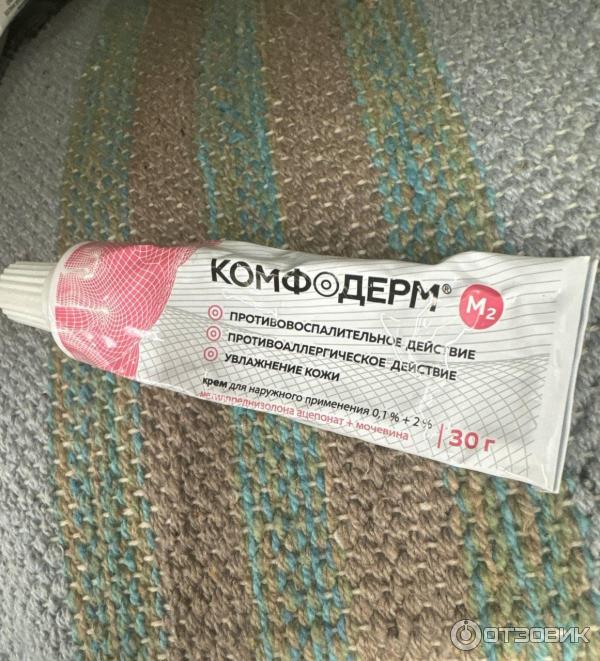 КОМФОДЕРМ® М2
ПРОТИВОВОСПАЛИТЕЛЬНОЕ ДЕЙСТВИЕ
ПРОТИВОАЛЛЕРГИЧЕСКОЕ ДЕЙСТВИЕ
УВЛАЖНЕНИЕ КОЖИ
крем для наружного применения 0,1 % + 2 %
метилпреднизолона ацепонат + мочевина
30 г
ОТЗОВИК